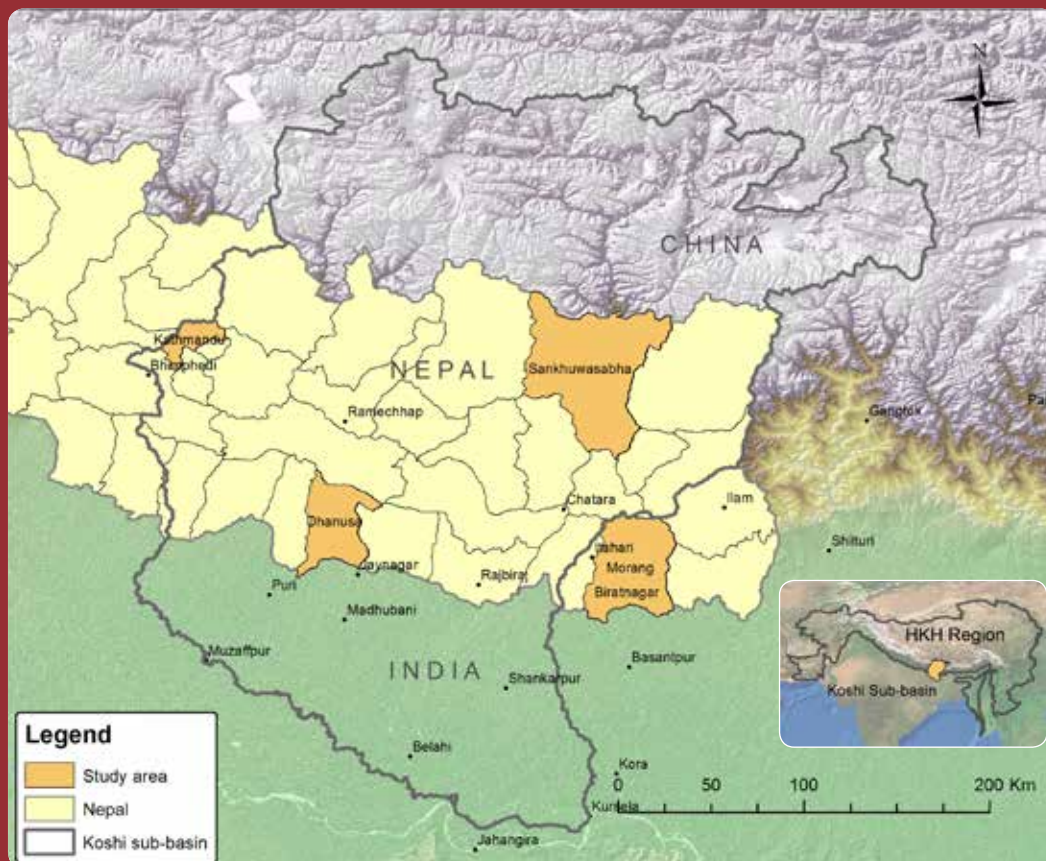 N
CHINA
Kathmandu
Bhimphedi
NEPAL
Sankhuwasabha
Ramechhap
Gangtok
Chatara
Ilam
Dhanusa
Itahari
Shiliuri
Morang
Jaynagar
Rajbiraj
Biratnagar
Puri
Madhubani
HKH Region
Muzaffpur
INDIA
Basantpur
Koshi Sub-basin
Shankarpur
Legend
Study area
Nepal
Koshi sub-basin
Belahi
Kora
0 50 100 200 Km
Kursela
Jahangira